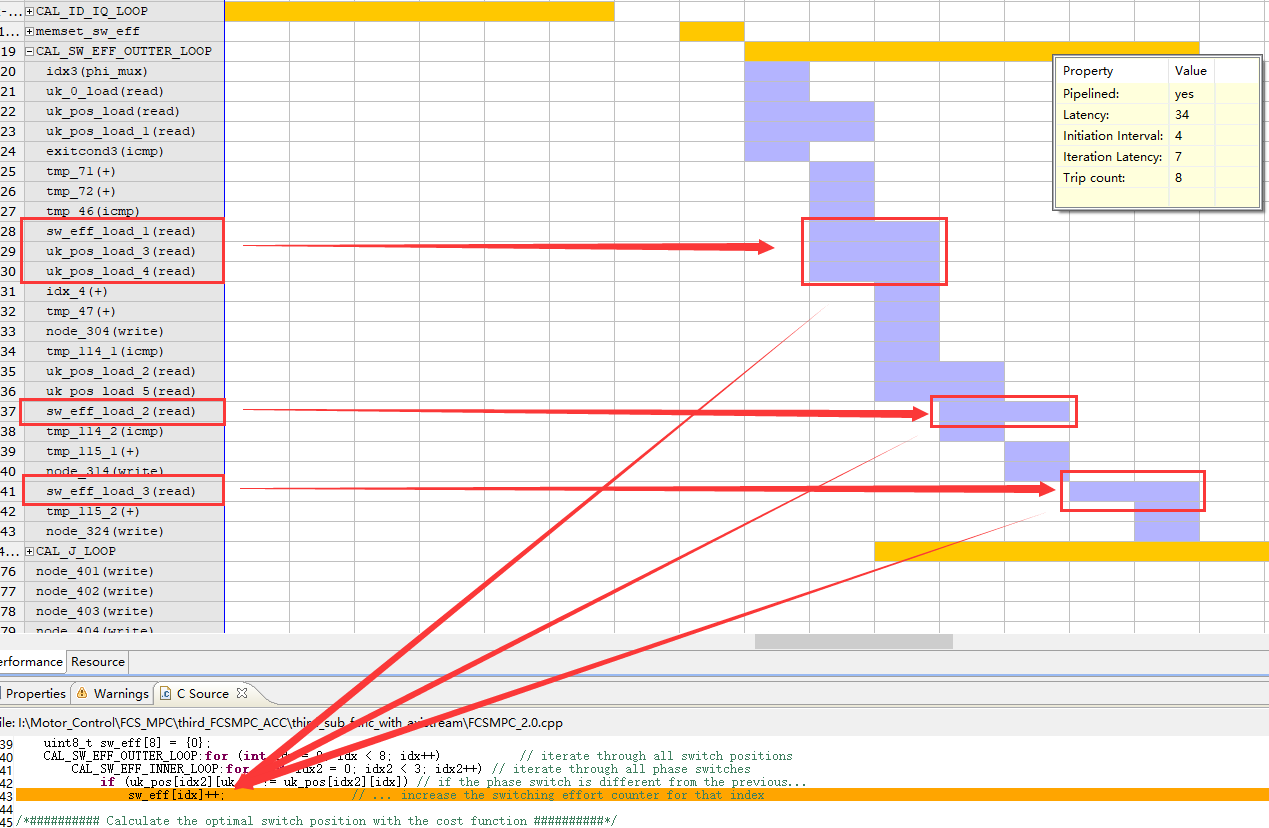 -... CAL_ID_IQ_LOOP
1... memset_sw_eff
19 CAL_SW_EFF_OUTTER_LOOP
20 idx3(phi_mux)
21 uk_0_load(read)
22 uk_pos_load(read)
23 uk_pos_load_1(read)
24 exitcond3(icmp)
25 tmp_71(+)
26 tmp_72(+)
27 tmp_46(icmp)
28 sw_eff_load_1(read)
29 uk_pos_load_3(read)
30 uk_pos_load_4(read)
31 idx_4(+)
32 tmp_47(+)
33 node_304(write)
34 tmp_114_1(icmp)
35 uk_pos_load_2(read)
36 uk_pos_load_5(read)
37 sw_eff_load_2(read)
38 tmp_114_2(icmp)
39 tmp_115_1(+)
40 node_314(write)
41 sw_eff_load_3(read)
42 tmp_115_2(+)
43 node_324(write)
4... CAL_J_LOOP
76 node_401(write)
77 node_402(write)
78 node_403(write)
79 node_404(write)
Property Value
Pipelined: yes
Latency: 34
Initiation Interval: 4
Iteration Latency: 7
Trip count: 8
erformance Resource
Properties Warnings C Source
ile: I:\Motor_Control\FCS_MPC\third_FCSMPC_ACC\third_sub_func_with_axistream\FCSMPC_2.0.cpp
39 uint8_t sw_eff[8] = {0};
40 CAL_SW_EFF_OUTTER_LOOP:for (int idx = 0; idx < 8; idx++) // iterate through all switch positions
41 CAL_SW_EFF_INNER_LOOP:for idx2 = 0; idx2 < 3; idx2++) // iterate through all phase switches
42 if (uk_pos[idx2][uk != uk_pos[idx2][idx]) // if the phase switch is different from the previous...
43 sw_eff[idx]++; // ... increase the switching effort counter for that index
44
45 /*########## Calculate the optimal switch position with the cost function ##########*/